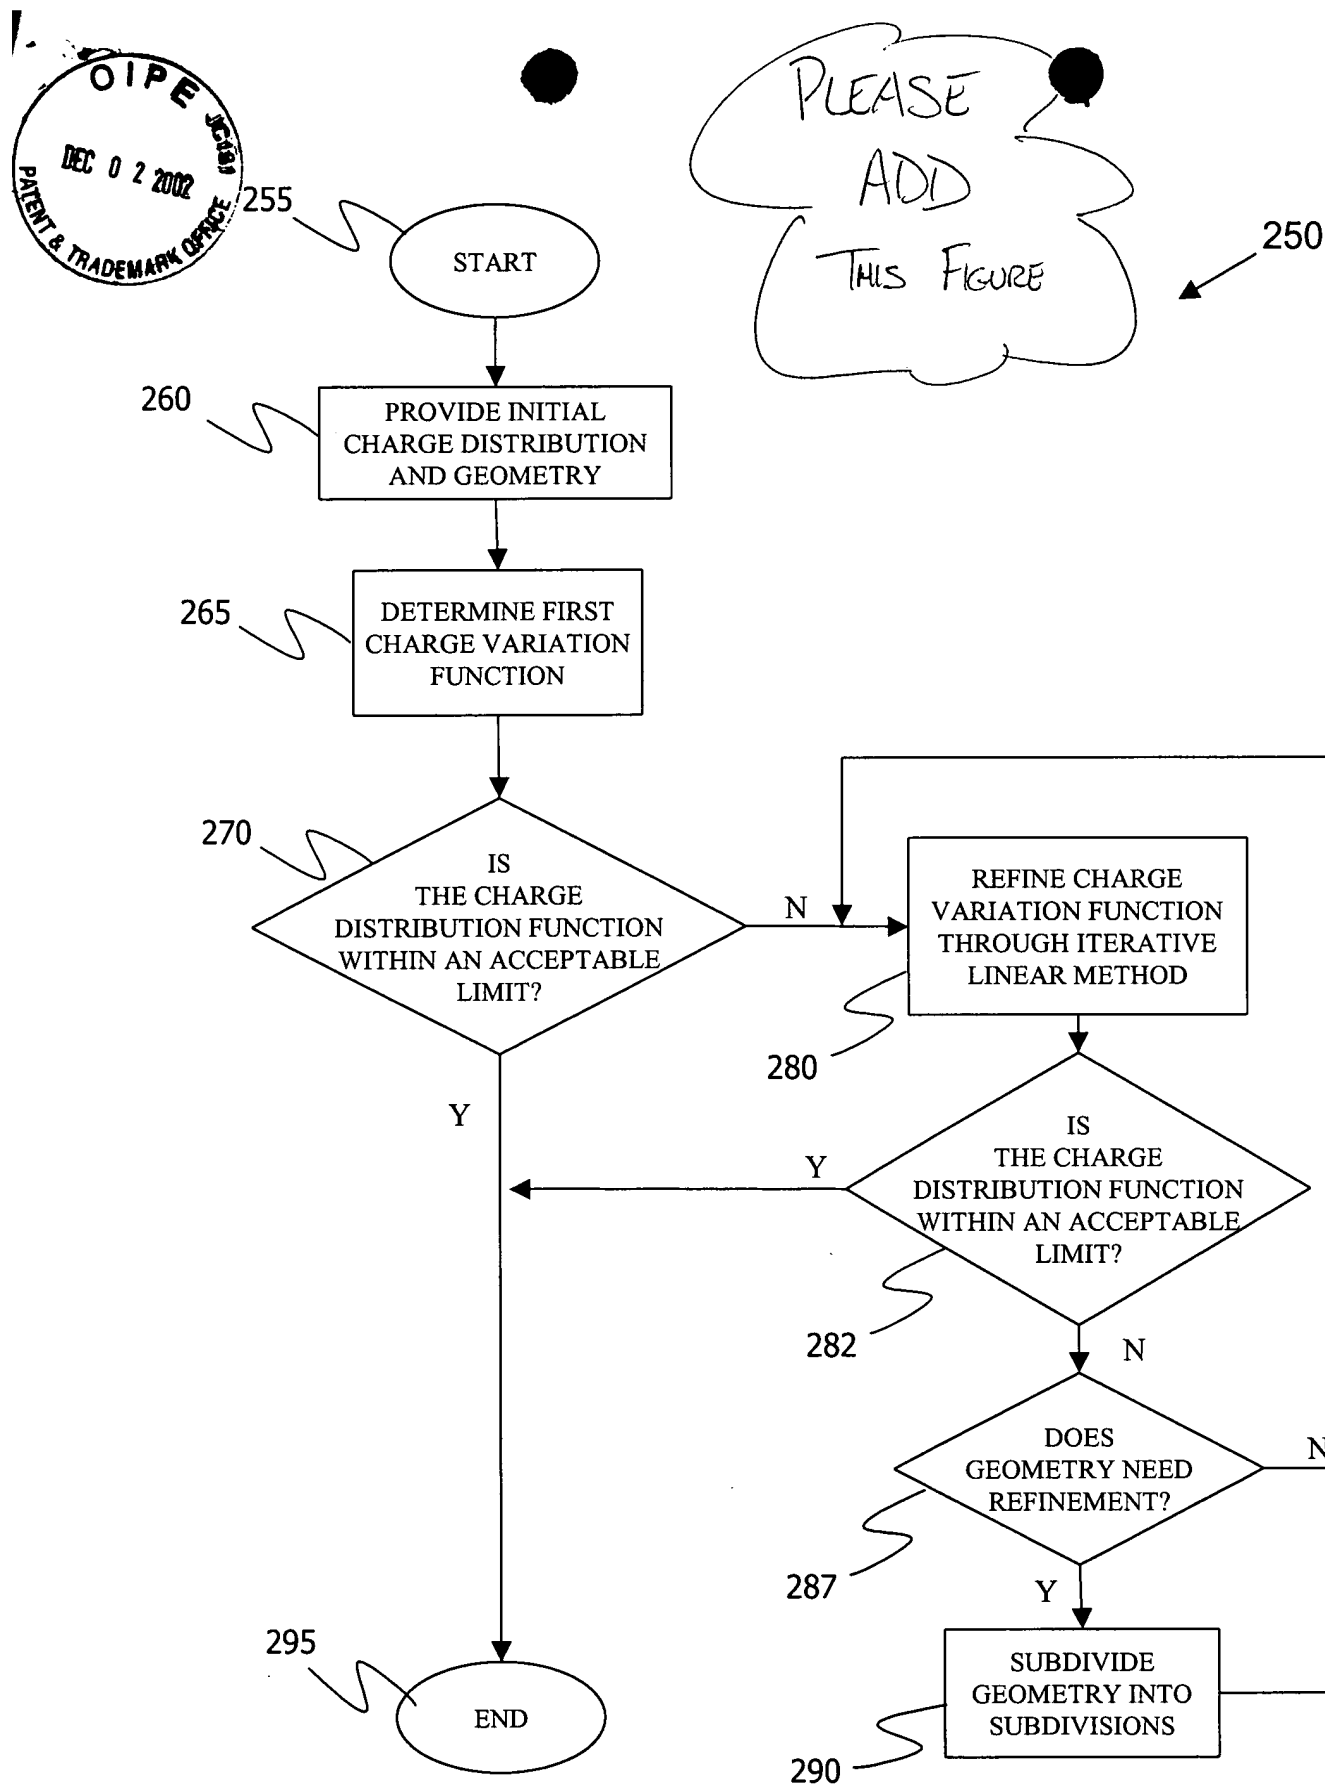 OIPE
JC181
DEC 0 2 2002
PATENT & TRADEMARK OFFICE
PLEASE
ADD
THIS FIGURE
250
255
START
260
PROVIDE INITIAL
CHARGE DISTRIBUTION
AND GEOMETRY
265
DETERMINE FIRST
CHARGE VARIATION
FUNCTION
270
IS
THE CHARGE
DISTRIBUTION FUNCTION
WITHIN AN ACCEPTABLE
LIMIT?
N
REFINE CHARGE
VARIATION FUNCTION
THROUGH ITERATIVE
LINEAR METHOD
280
Y
IS
THE CHARGE
DISTRIBUTION FUNCTION
WITHIN AN ACCEPTABLE
LIMIT?
Y
282
N
DOES
GEOMETRY NEED
REFINEMENT?
N
287
Y
SUBDIVIDE
GEOMETRY INTO
SUBDIVISIONS
290
295
END